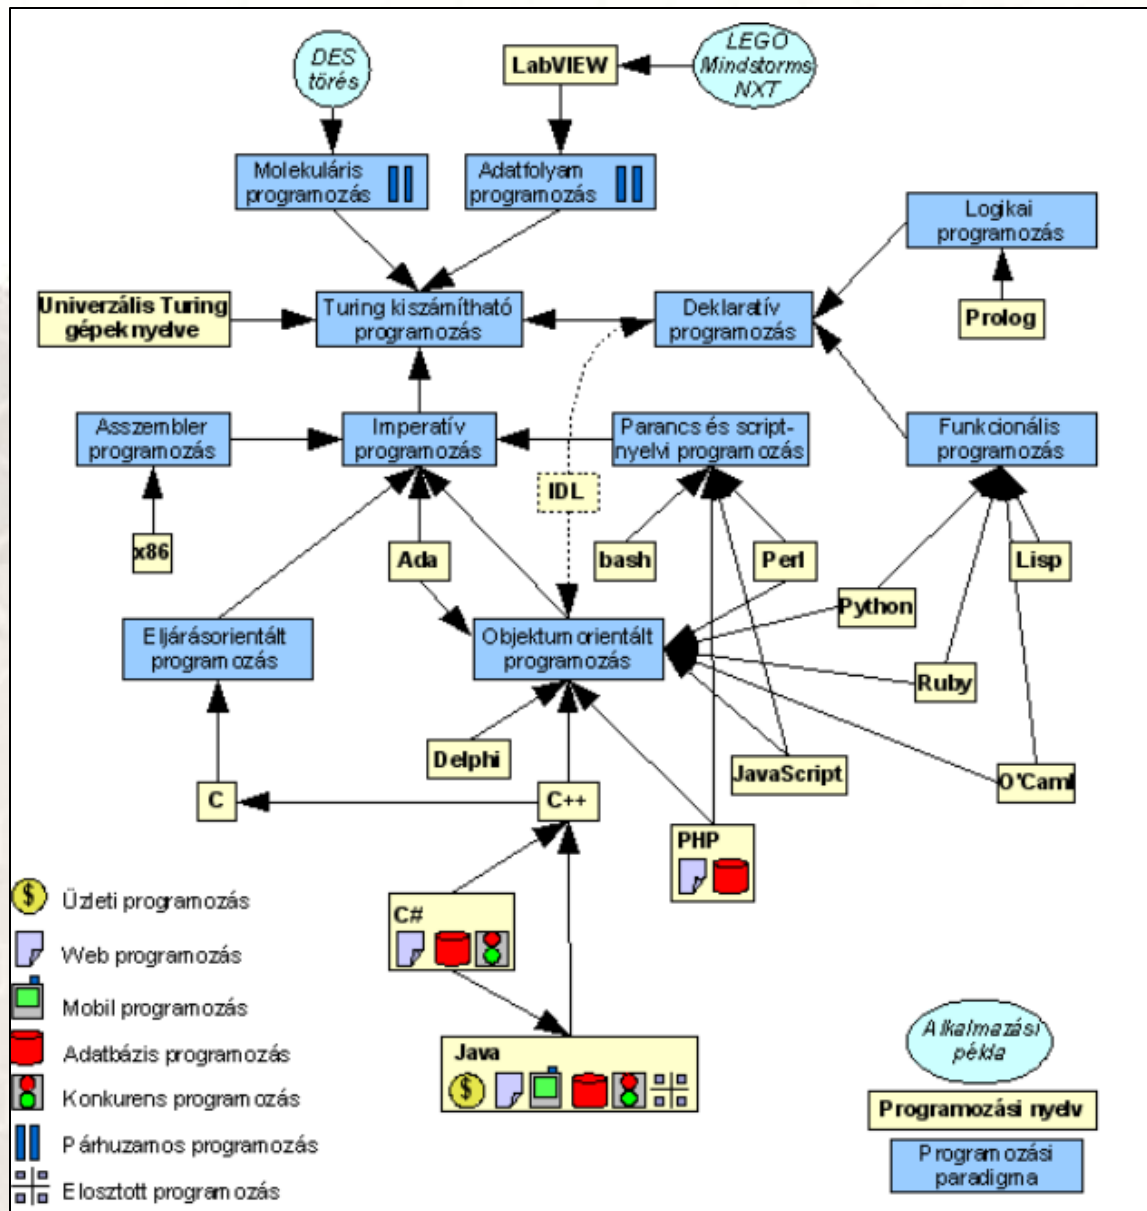 DES
törés
LabVIEW
LEGO
Mindstorms
NXT
Molekuláris
programozás
Adatfolyam
programozás
Logikai
programozás
Univerzális Turing
gépek nyelve
Turing kiszámítható
programozás
Deklaratív
programozás
Prolog
Asszembler
programozás
Imperatív
programozás
Parancs és script-
nyelvi programozás
Funkcionális
programozás
IDL
x86
Ada
bash
Perl
Lisp
Python
Eljárásorientált
programozás
Objektum orientált
programozás
Ruby
Delphi
JavaScript
O'Caml
C
C++
PHP
C#
Java
$
$ Üzleti programozás
Web programozás
Mobil programozás
Adatbázis programozás
Konkurens programozás
Párhuzamos programozás
Elosztott programozás
Alkalmazási
pékla
Programozási nyelv
Programozási
paradigma